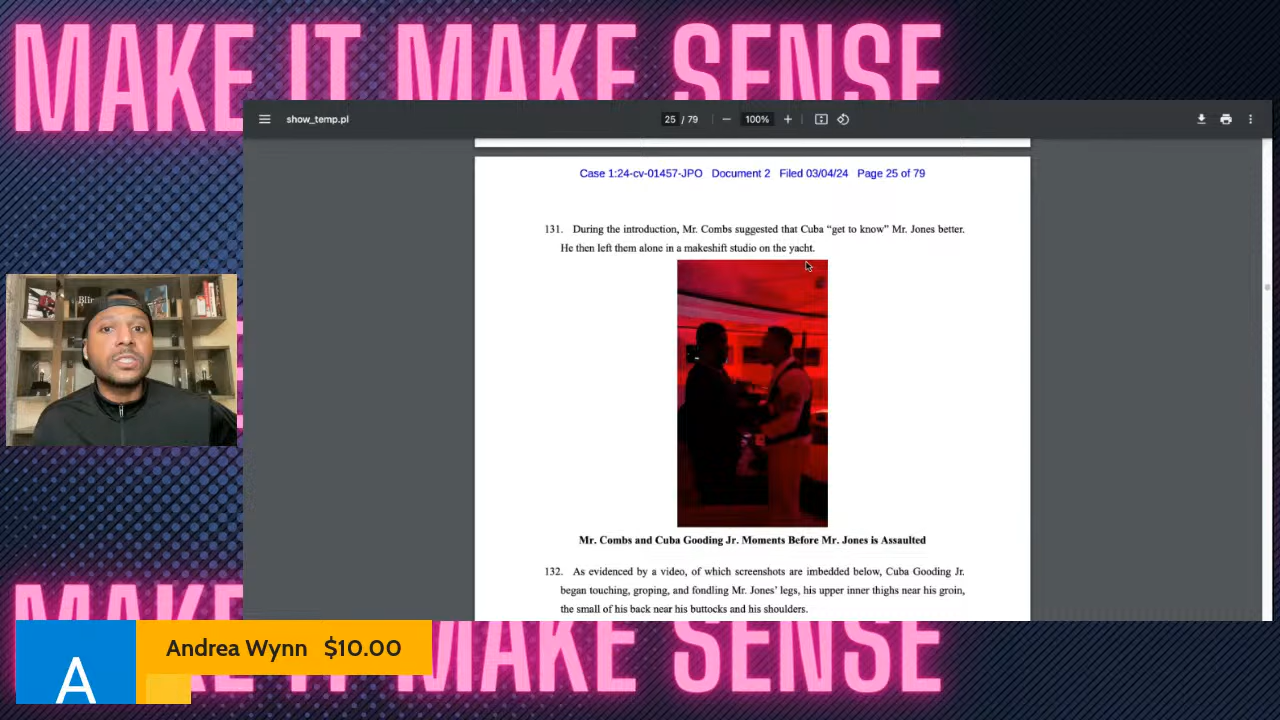 MAKE IT MAKE SENSE
show_temp.pl
25 / 79
100%
Case 1:24-cv-01457-JPO Document 2 Filed 03/04/24 Page 25 of 79
131. During the introduction, Mr. Combs suggested that Cuba “get to know” Mr. Jones better.
He then left them alone in a makeshift studio on the yacht.
Mr. Combs and Cuba Gooding Jr. Moments Before Mr. Jones is Assaulted
132. As evidenced by a video, of which screenshots are imbedded below, Cuba Gooding Jr.
began touching, groping, and fondling Mr. Jones’ legs, his upper inner thighs near his groin,
the small of his back near his buttocks and his shoulders.
Andrea Wynn $10.00
A
MAKE IT MAKE SENSE